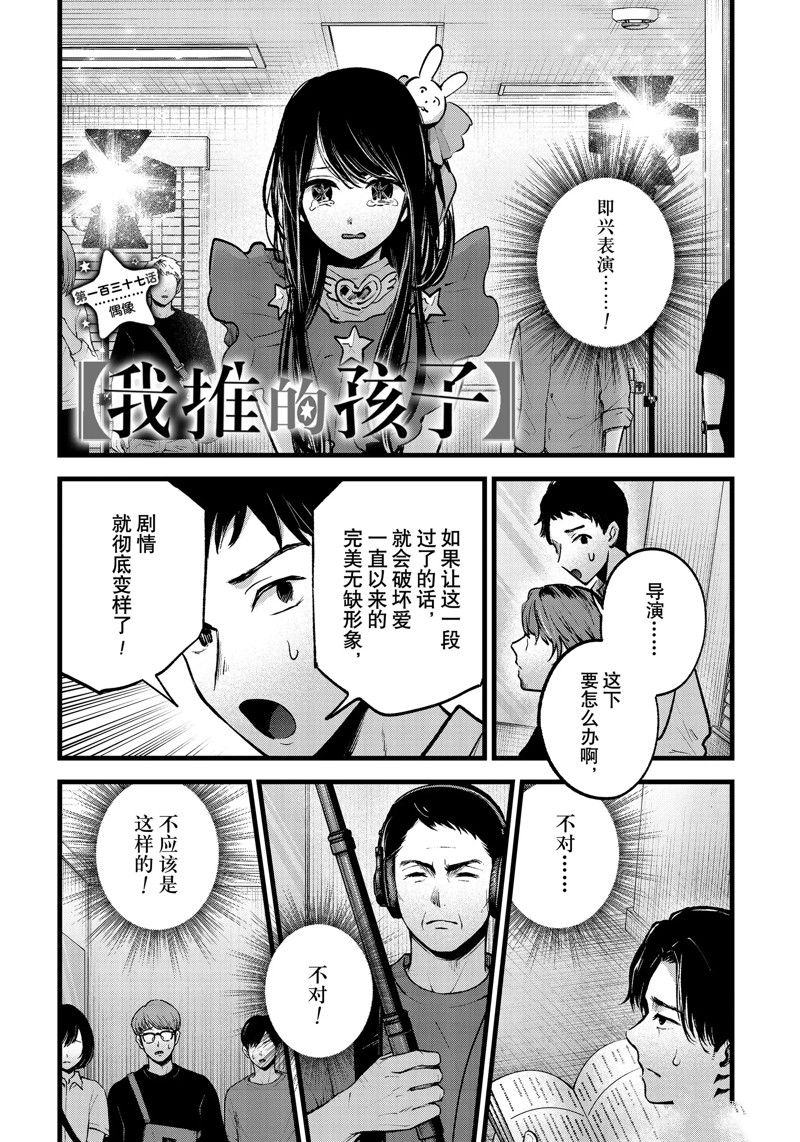 即兴表演……！
第一百三十七话
………
偶像
【我推的孩子】
导演……
这下
要怎么办啊，
如果让这一段
过了的话，
就会破坏爱
一直以来的
完美无缺形象，
剧情
就彻底变样了！
不对……
不对！
不应该是
这样的！